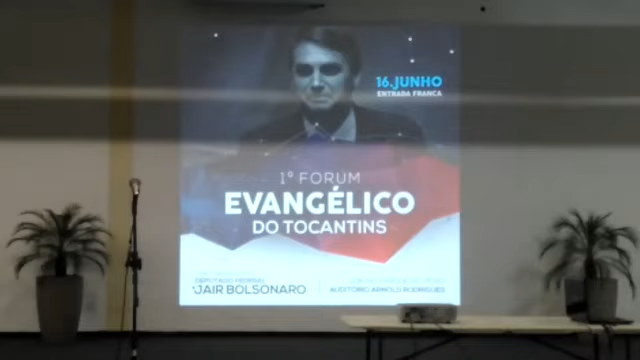 16.JUNHO
ENTRADA FRANCA
1º FORUM
EVANGÉLICO
DO TOCANTINS
DEPUTADO FEDERAL
JAIR BOLSONARO
AUDITÓRIO ARNOLD RODRIGUES